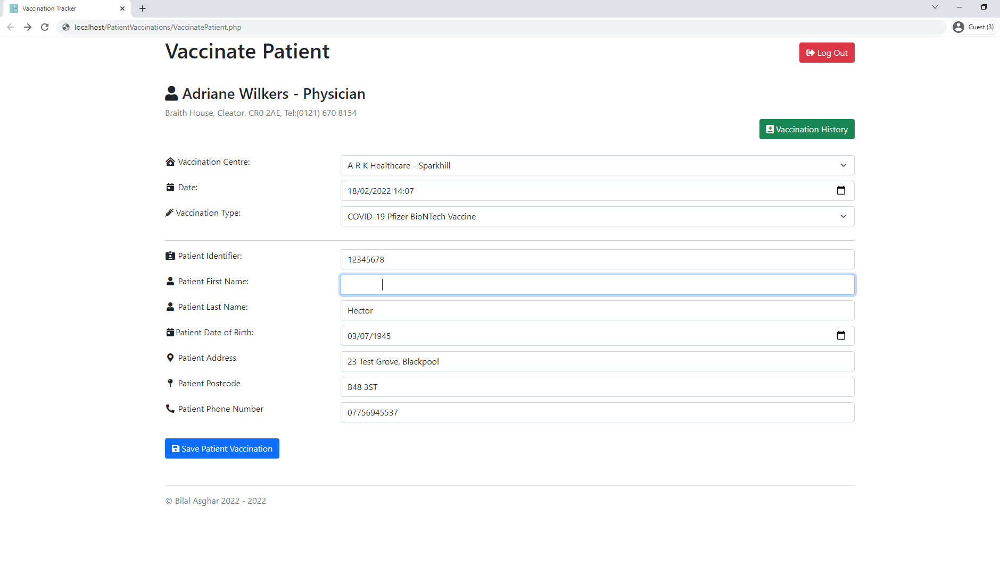 Vaccination Tracker
localhost/PatientVaccinations/VaccinatePatient.php
Guest (3)
Vaccinate Patient
Log Out
Adriane Wilkers - Physician
Braith House, Cleator, CR0 2AE, Tel:(0121) 670 8154
Vaccination History
Vaccination Centre: A R K Healthcare - Sparkhill
Date: 18/02/2022 14:07
Vaccination Type: COVID-19 Pfizer BioNTech Vaccine
Patient Identifier: 12345678
Patient First Name:
Patient Last Name: Hector
Patient Date of Birth: 03/07/1945
Patient Address 23 Test Grove, Blackpool
Patient Postcode B48 3ST
Patient Phone Number 07756945537
Save Patient Vaccination
© Bilal Asghar 2022 - 2022